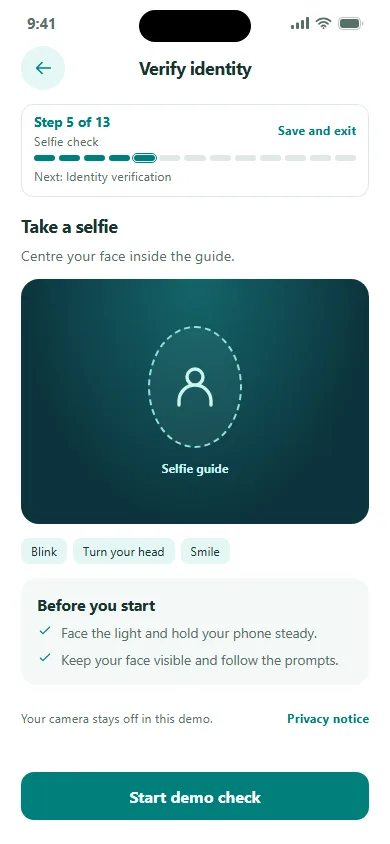 9:41
Verify identity
Step 5 of 13
Save and exit
Selfie check
Next: Identity verification
Take a selfie
Centre your face inside the guide.
Selfie guide
Blink
Turn your head
Smile
Before you start
Face the light and hold your phone steady.
Keep your face visible and follow the prompts.
Your camera stays off in this demo.
Privacy notice
Start demo check